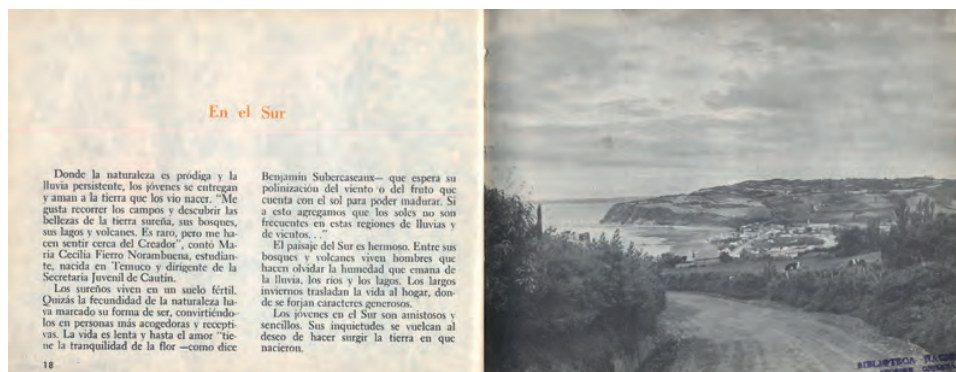 En el Sur
Donde la naturaleza es pródiga y la
lluvia persistente, los jóvenes se entregan
y aman a la tierra que los vio nacer. "Me
gusta recorrer los campos y descubrir las
bellezas de la tierra sureña, sus bosques,
sus lagos y volcanes. Es raro, pero me ha-
cen sentir cerca del Creador", contó Ma-
ría Cecilia Fierro Norambuena, estudian-
te, nacida en Temuco y dirigente de la
Secretaría Juvenil de Cautín.
Los sureños viven en un suelo fértil.
Quizás la fecundidad de la naturaleza ha-
ya marcado su forma de ser, convirtiéndo-
los en personas más acogedoras y recepti-
vas. La vida es lenta y hasta el amor "tie-
ne la tranquilidad de la flor —como dice
18
Benjamín Subercaseaux— que espera su
polinización del viento o del fruto que
cuenta con el sol para poder madurar. Si
a esto agregamos que los soles no son
frecuentes en estas regiones de lluvias y
de vientos..."
El paisaje del Sur es hermoso. Entre sus
bosques y volcanes viven hombres que
hacen olvidar la humedad que emana de
la lluvia, los ríos y los lagos. Los largos
inviernos trasladan la vida al hogar, don-
de se forjan caracteres generosos.
Los jóvenes en el Sur son amistosos y
sencillos. Sus inquietudes se vuelcan al
deseo de hacer surgir la tierra en que
nacieron.
BIBLIOTECA